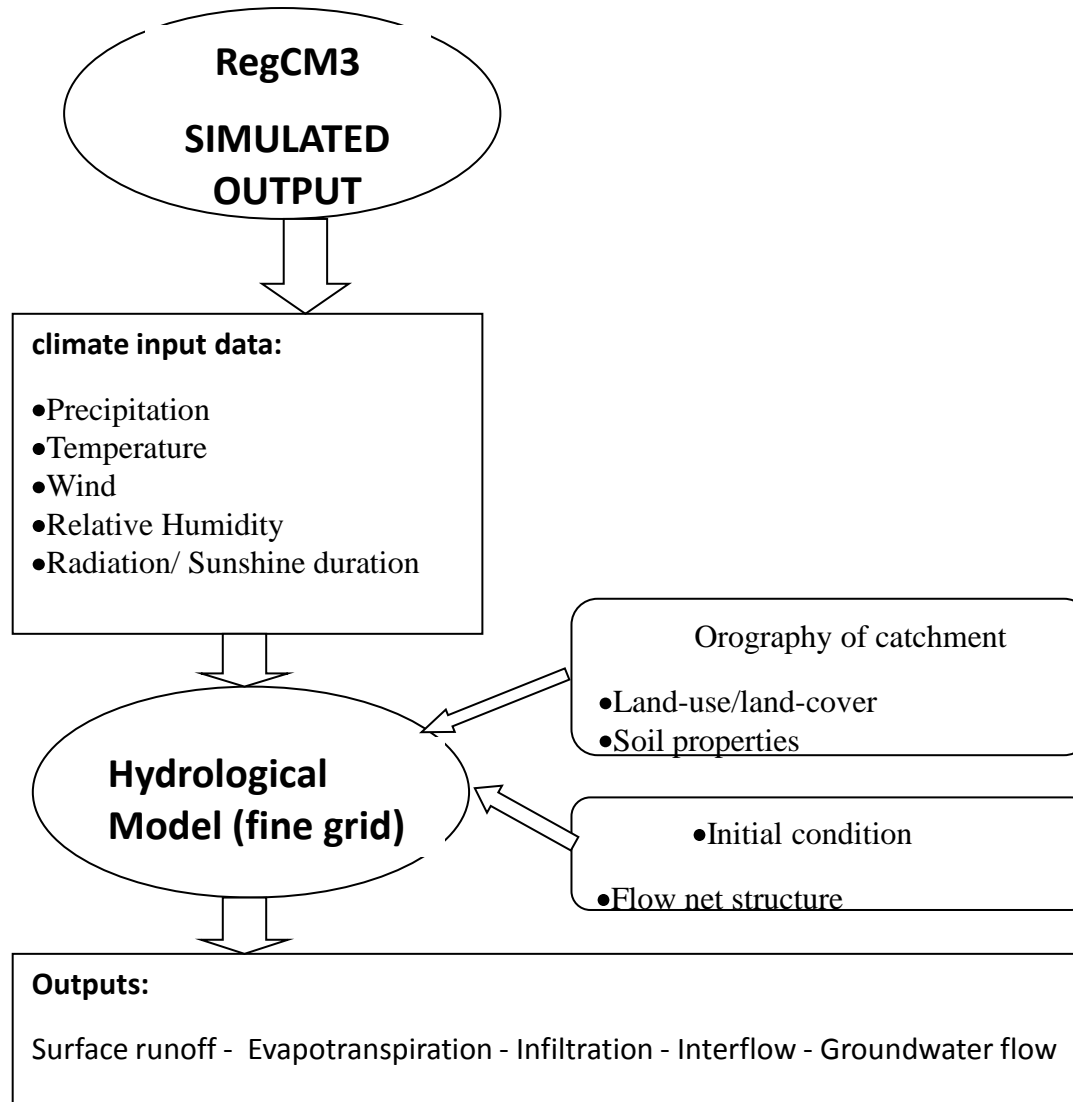 RegCM3
SIMULATED
OUTPUT
climate input data:
•Precipitation
•Temperature
•Wind
•Relative Humidity
•Radiation/ Sunshine duration
Orography of catchment
•Land-use/land-cover
•Soil properties
Hydrological
Model (fine grid)
•Initial condition
•Flow net structure
Outputs:
Surface runoff - Evapotranspiration - Infiltration - Interflow - Groundwater flow